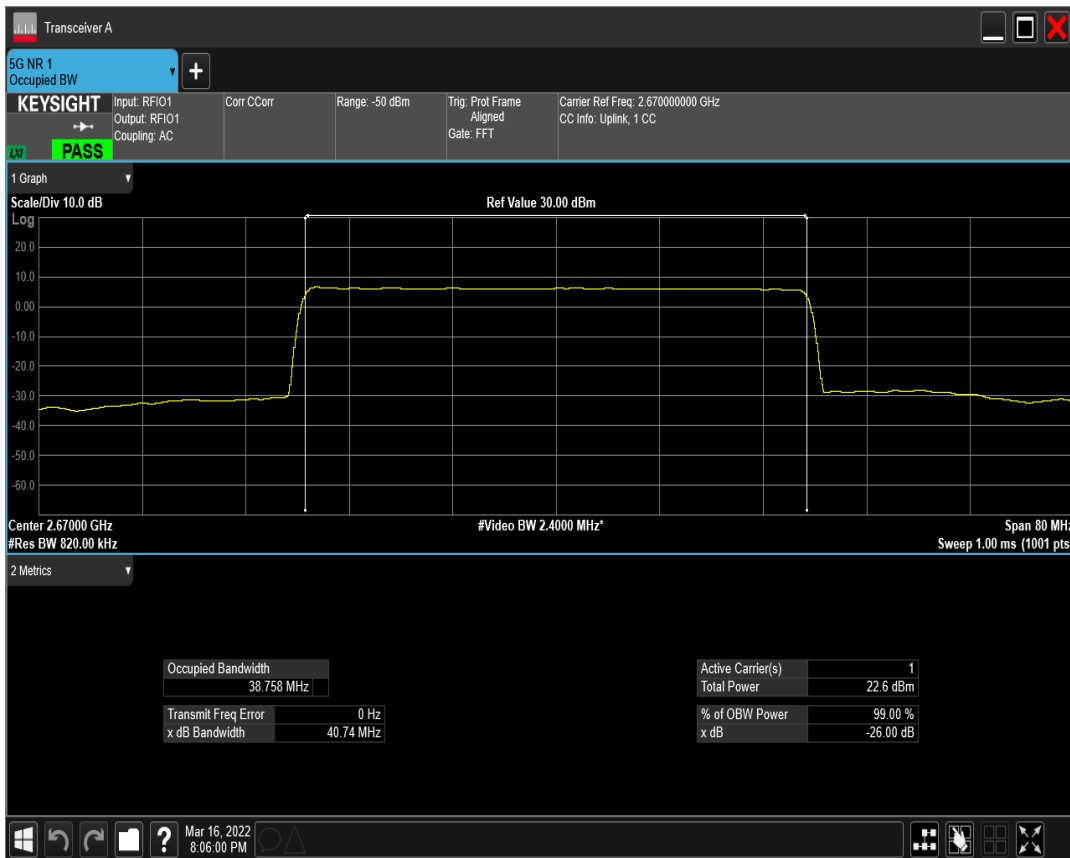 Transceiver A
5G NR 1
Occupied BW
KEYSIGHT
LXI
PASS
Input: RFIO1
Output: RFIO1
Coupling: AC
Corr CCorr
Range: -50 dBm
Trig: Prot Frame
Aligned
Gate: FFT
Carrier Ref Freq: 2.670000000 GHz
CC Info: Uplink, 1 CC
1 Graph
Scale/Div 10.0 dB
Ref Value 30.00 dBm
Log
20.0
10.0
0.00
-10.0
-20.0
-30.0
-40.0
-50.0
-60.0
Center 2.67000 GHz
#Video BW 2.4000 MHz*
Span 80 MHz
#Res BW 820.00 kHz
Sweep 1.00 ms (1001 pts
2 Metrics
Occupied Bandwidth
38.758 MHz
Transmit Freq Error 0 Hz
x dB Bandwidth 40.74 MHz
Active Carrier(s) 1
Total Power 22.6 dBm
% of OBW Power 99.00 %
x dB -26.00 dB
?
Mar 16, 2022
8:06:00 PM